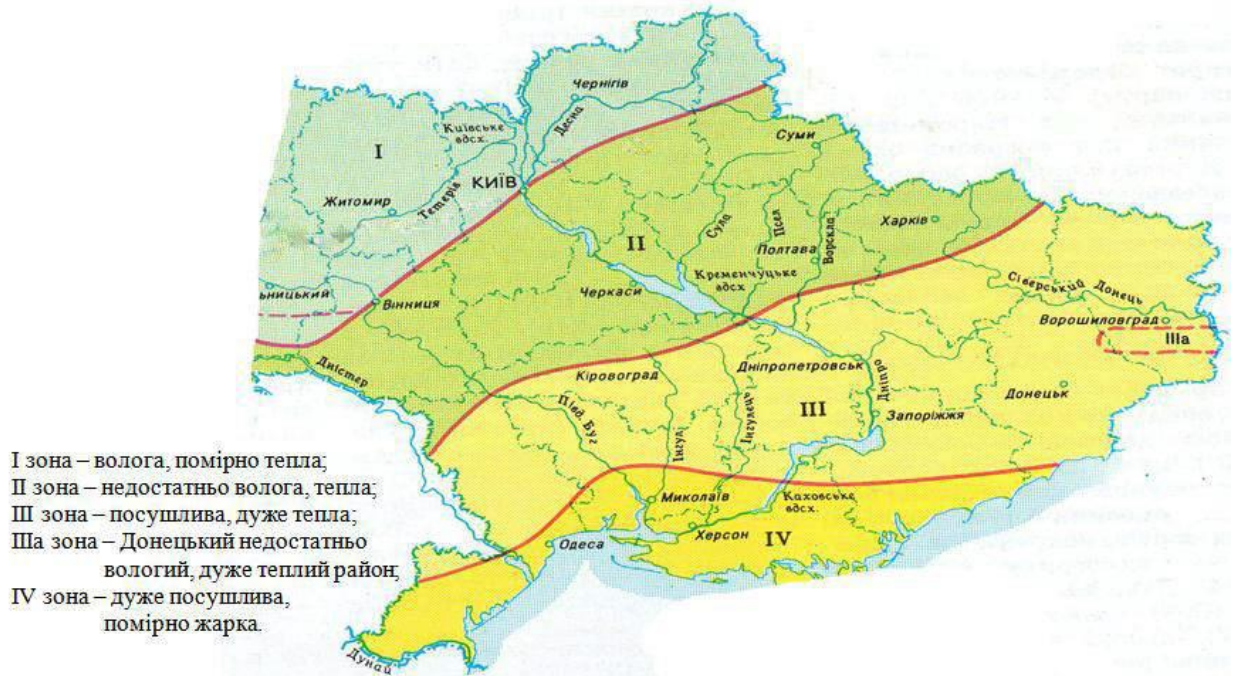 Чернігів
Київське
вдсх.
Десна
Суми
I
КИЇВ
Житомир
Тетерів
Сула
Псел
Ворскла
Харків
II
Полтава
Кременчуцьке
вдсх
ьницький
Вінниця
Черкаси
Сіверський Донець
Ворошиловград
IIIа
Дністер
Кіровоград
Дніпропетровськ
Дніпро
Донецьк
Півд. Буг
Інгул
Інгулець
III
Запоріжжя
I зона – волога, помірно тепла;
II зона – недостатньо волога, тепла;
III зона – посушлива, дуже тепла;
IIIа зона – Донецький недостатньо
вологий, дуже теплий район;
IV зона – дуже посушлива,
помірно жарка.
Миколаїв
Каховське
вдсх.
Херсон
IV
Одеса
Дунай